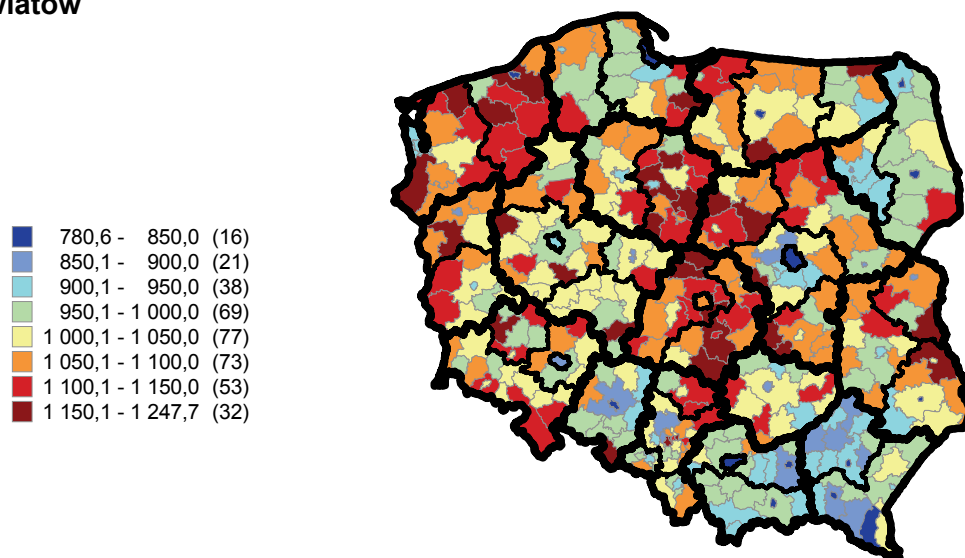 780,6 - 850,0 (16)
850,1 - 900,0 (21)
900,1 - 950,0 (38)
950,1 - 1 000,0 (69)
1 000,1 - 1 050,0 (77)
1 050,1 - 1 100,0 (73)
1 100,1 - 1 150,0 (53)
1 150,1 - 1 247,7 (32)